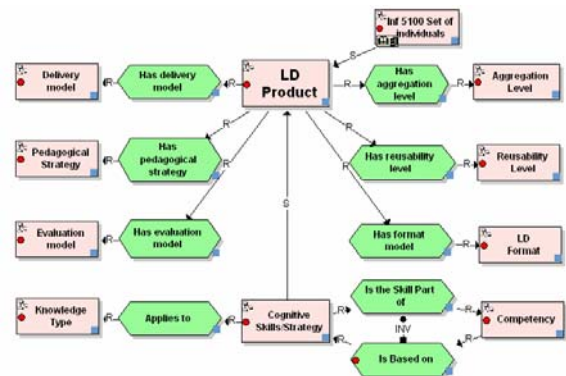 Inf 5100 Set of
individuals
S
Delivery
model
R
Has delivery
model
R
LD
Product
R
Has
aggregation
level
R
Aggregation
Level
R
R
Pedagogical
Strategy
R
Has
pedagogical
strategy
R
R
Has reusability
level
R
Reusability
Level
Evaluation
model
R
Has evaluation
model
S
Has format
model
R
LD
Format
Knowledge
Type
R
Applies to
R
Cognitive
Skills/Strategy
R
Is the Skill Part
of
R
Competency
INV
R
Is Based on
R